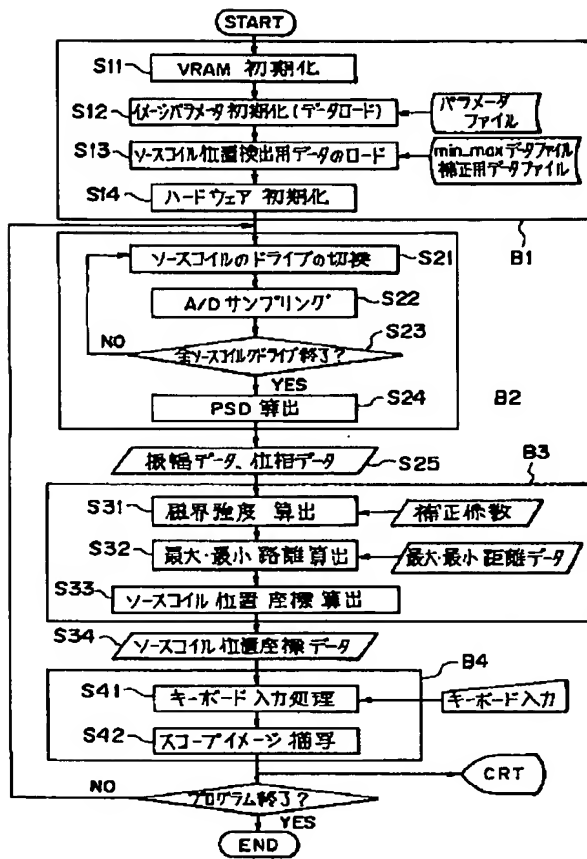 START
S11
VRAM 初期化
S12
イメージパラメータ初期化(データロード)
パラメータ
ファイル
S13
ソースコイル位置検出用データのロード
min_maxデータファイル
補正用データファイル
S14
ハードウェア 初期化
B1
ソースコイルのドライブの切換
S21
A/Dサンプリング
S22
S23
NO
全ソースコイルクドライブ終了?
YES
PSD 算出
S24
B2
振幅データ、位相データ
S25
B3
S31
磁界強度 算出
補正係数
S32
最大・最小 距離算出
最大・最小 距離データ
S33
ソースコイル 位置 座標 算出
S34
ソースコイル位置座標データ
B4
S41
キーボード入力処理
キーボード入力
S42
スコープイメージ 描写
CRT
NO
プログラム終了?
YES
END